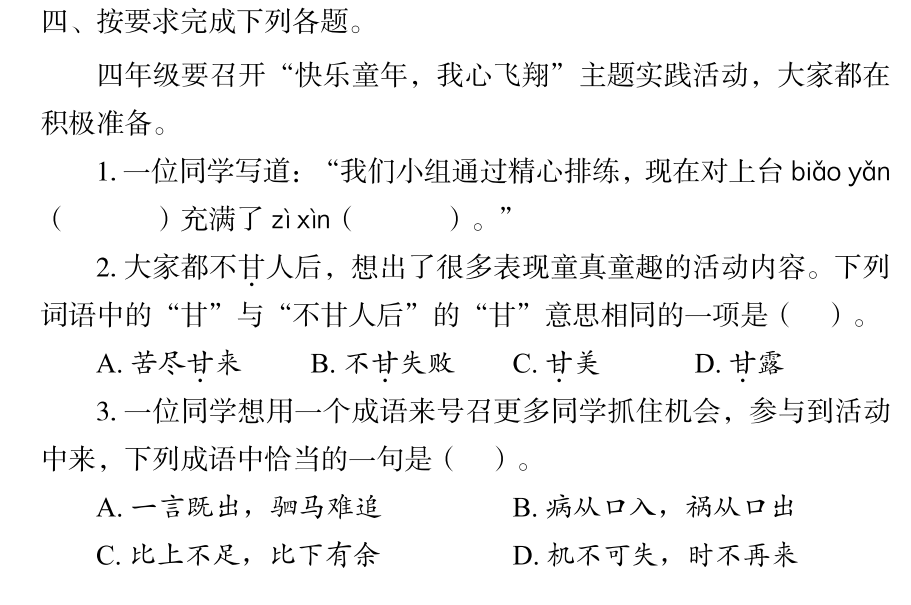 四、按要求完成下列各题。
四年级要召开“快乐童年，我心飞翔”主题实践活动，大家都在
积极准备。
1. 一位同学写道：“我们小组通过精心排练，现在对上台 biǎo yǎn
（　　　）充满了 zì xìn（　　　）。”
2. 大家都不甘人后，想出了很多表现童真童趣的活动内容。下列
词语中的“甘”与“不甘人后”的“甘”意思相同的一项是（　）。
A. 苦尽甘来　B. 不甘失败　C. 甘美　D. 甘露
3. 一位同学想用一个成语来号召更多同学抓住机会，参与到活动
中来，下列成语中恰当的一句是（　）。
A. 一言既出，驷马难追　B. 病从口入，祸从口出
C. 比上不足，比下有余　D. 机不可失，时不再来